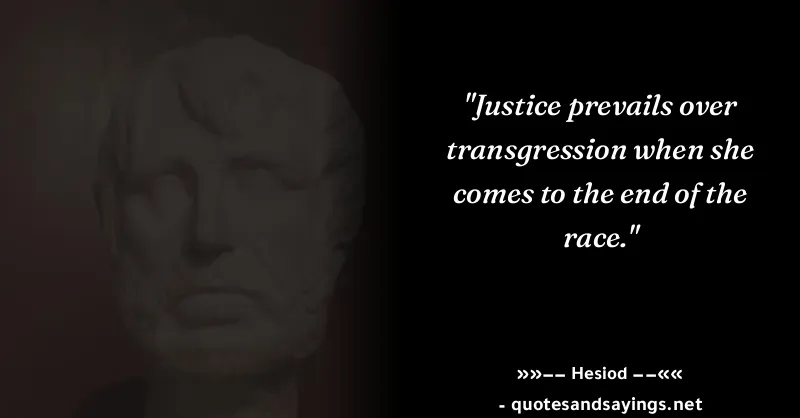 "Justice prevails over
transgression when she
comes to the end of the
race."
»»—— Hesiod ——««
- quotesandsayings.net